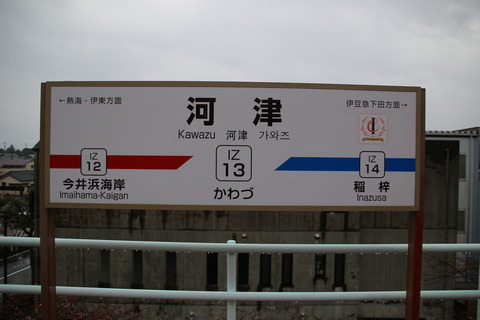 ←熱海・伊東方面
河津
伊豆急下田方面→
Kawazu 河津 가와즈
IZ
12
IZ
13
IZ
14
今井浜海岸
Imaihama-Kaigan
かわづ
稲梓
Inazusa